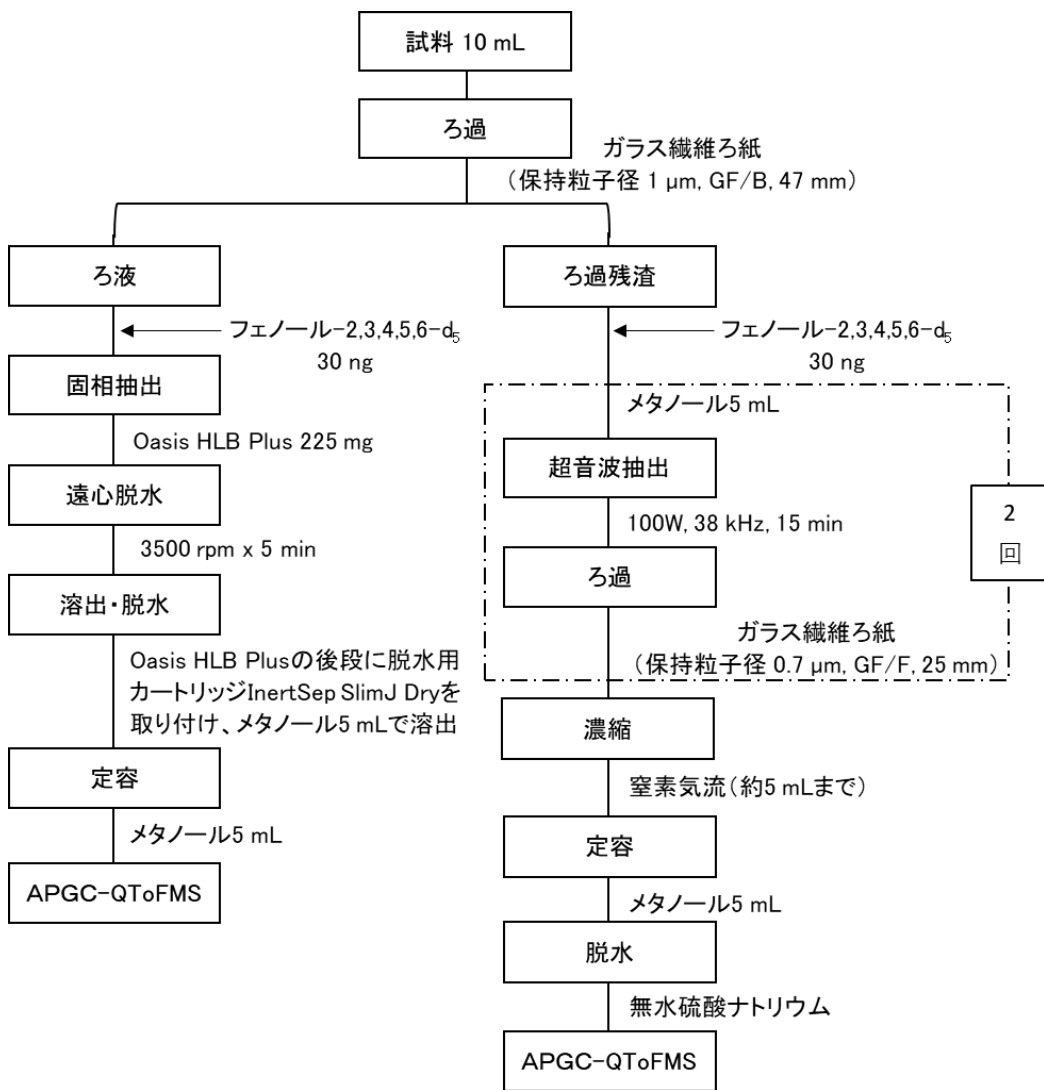 試料 10 mL
ろ過
ガラス繊維ろ紙
（保持粒子径 1 µm, GF/B, 47 mm）
ろ液
フェノール-2,3,4,5,6-d5
30 ng
固相抽出
Oasis HLB Plus 225 mg
遠心脱水
3500 rpm x 5 min
溶出・脱水
Oasis HLB Plusの後段に脱水用
カートリッジInertSep SlimJ Dryを
取り付け、メタノール5 mLで溶出
定容
メタノール5 mL
APGC-QToFMS
ろ過残渣
フェノール-2,3,4,5,6-d5
30 ng
メタノール5 mL
超音波抽出
100W, 38 kHz, 15 min
ろ過
ガラス繊維ろ紙
（保持粒子径 0.7 µm, GF/F, 25 mm）
2
回
濃縮
窒素気流（約5 mLまで）
定容
メタノール5 mL
脱水
無水硫酸ナトリウム
APGC-QToFMS